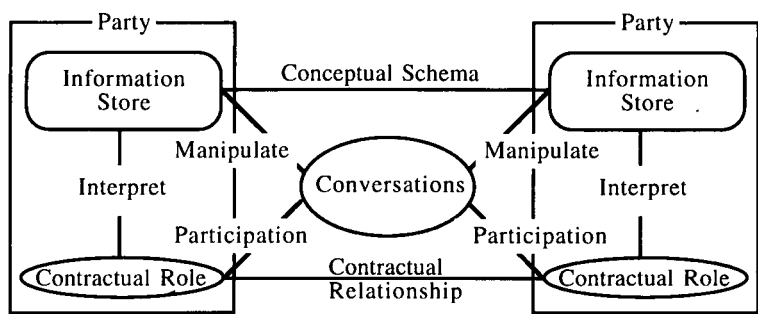 Party
Party
Information
Store
Conceptual Schema
Information
Store
Manipulate
Manipulate
Conversations
Interpret
Interpret
Participation
Participation
Contractual Role
Contractual
Relationship
Contractual Role